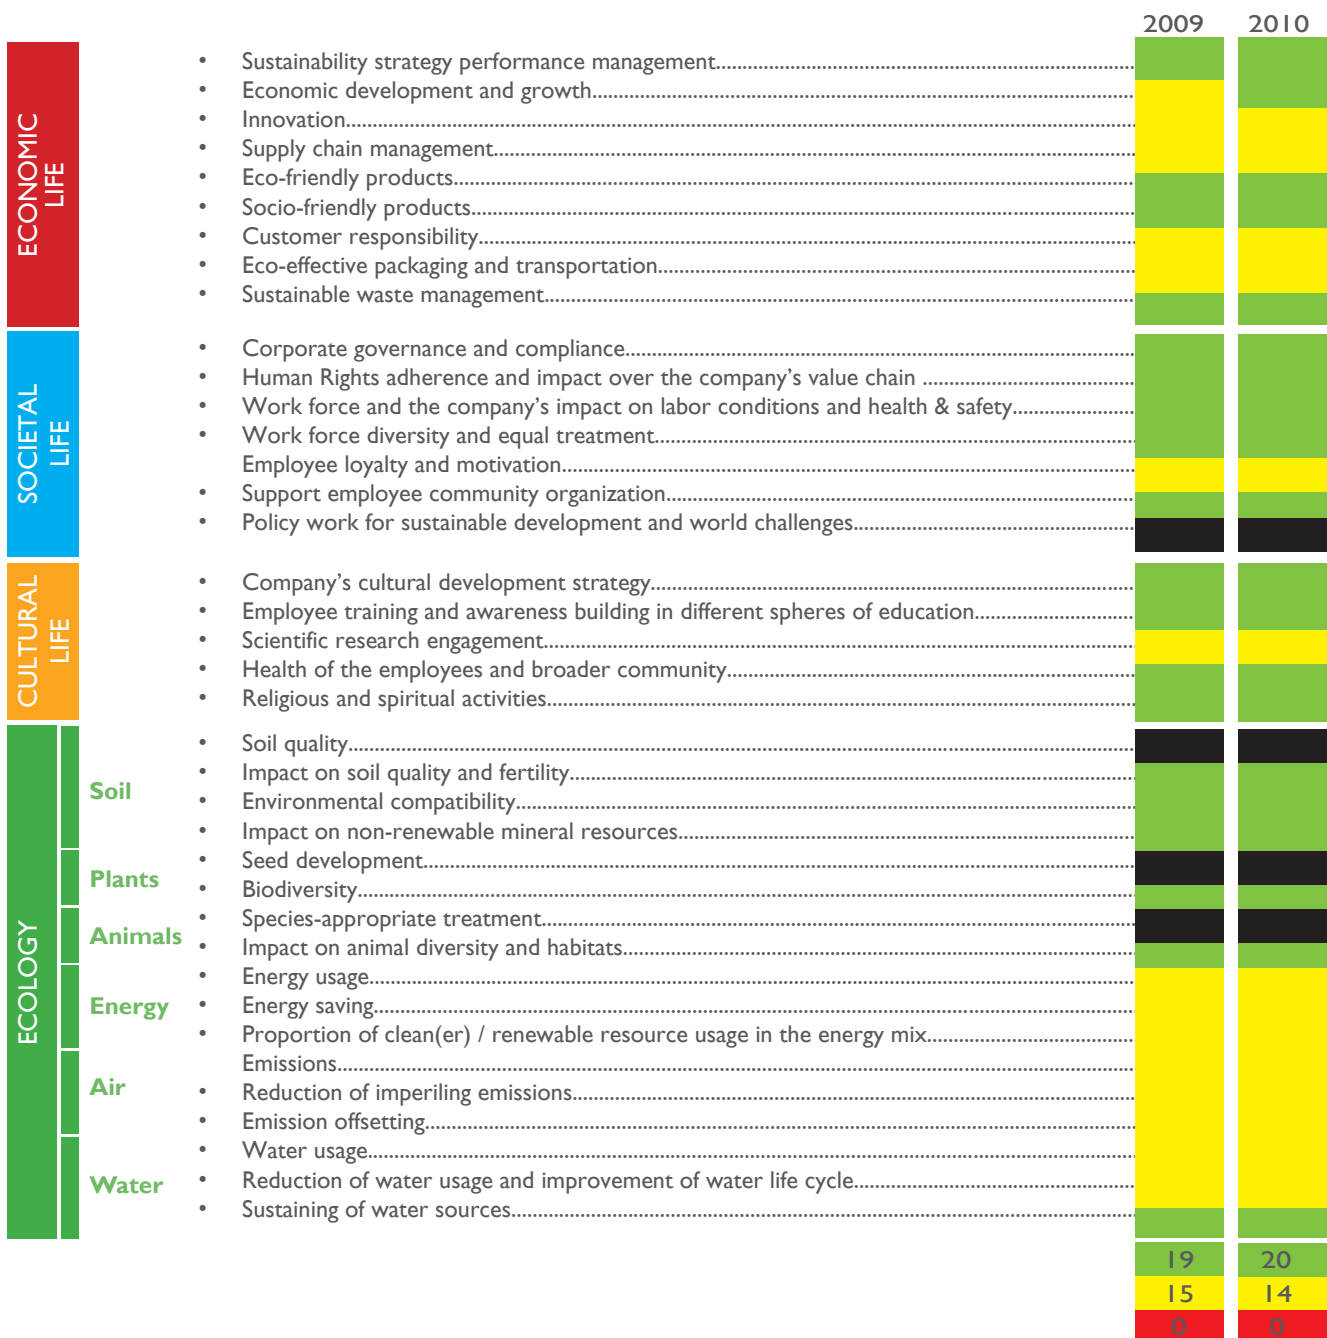 2009 2010
ECONOMIC
LIFE
• Sustainability strategy performance management
• Economic development and growth
• Innovation
• Supply chain management
• Eco-friendly products
• Socio-friendly products
• Customer responsibility
• Eco-effective packaging and transportation
• Sustainable waste management
SOCIETAL
LIFE
• Corporate governance and compliance
• Human Rights adherence and impact over the company's value chain
• Work force and the company's impact on labor conditions and health & safety
• Work force diversity and equal treatment
Employee loyalty and motivation
• Support employee community organization
• Policy work for sustainable development and world challenges
CULTURAL
LIFE
• Company's cultural development strategy
• Employee training and awareness building in different spheres of education
• Scientific research engagement
• Health of the employees and broader community
• Religious and spiritual activities
ECOLOGY
Soil
• Soil quality
• Impact on soil quality and fertility
• Environmental compatibility
• Impact on non-renewable mineral resources
Plants
• Seed development
• Biodiversity
Animals
• Species-appropriate treatment
• Impact on animal diversity and habitats
Energy
• Energy usage
• Energy saving
• Proportion of clean(er) / renewable resource usage in the energy mix
Air
Emissions
• Reduction of imperiling emissions
• Emission offsetting
Water
• Water usage
• Reduction of water usage and improvement of water life cycle
• Sustaining of water sources
19 20
15 14
0 0